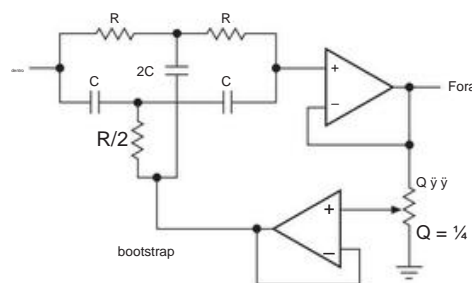 R
R
2C
C
C
+
−
Fora
R/2
Q ÿ ÿ
+
−
Q = ¼
bootstrap